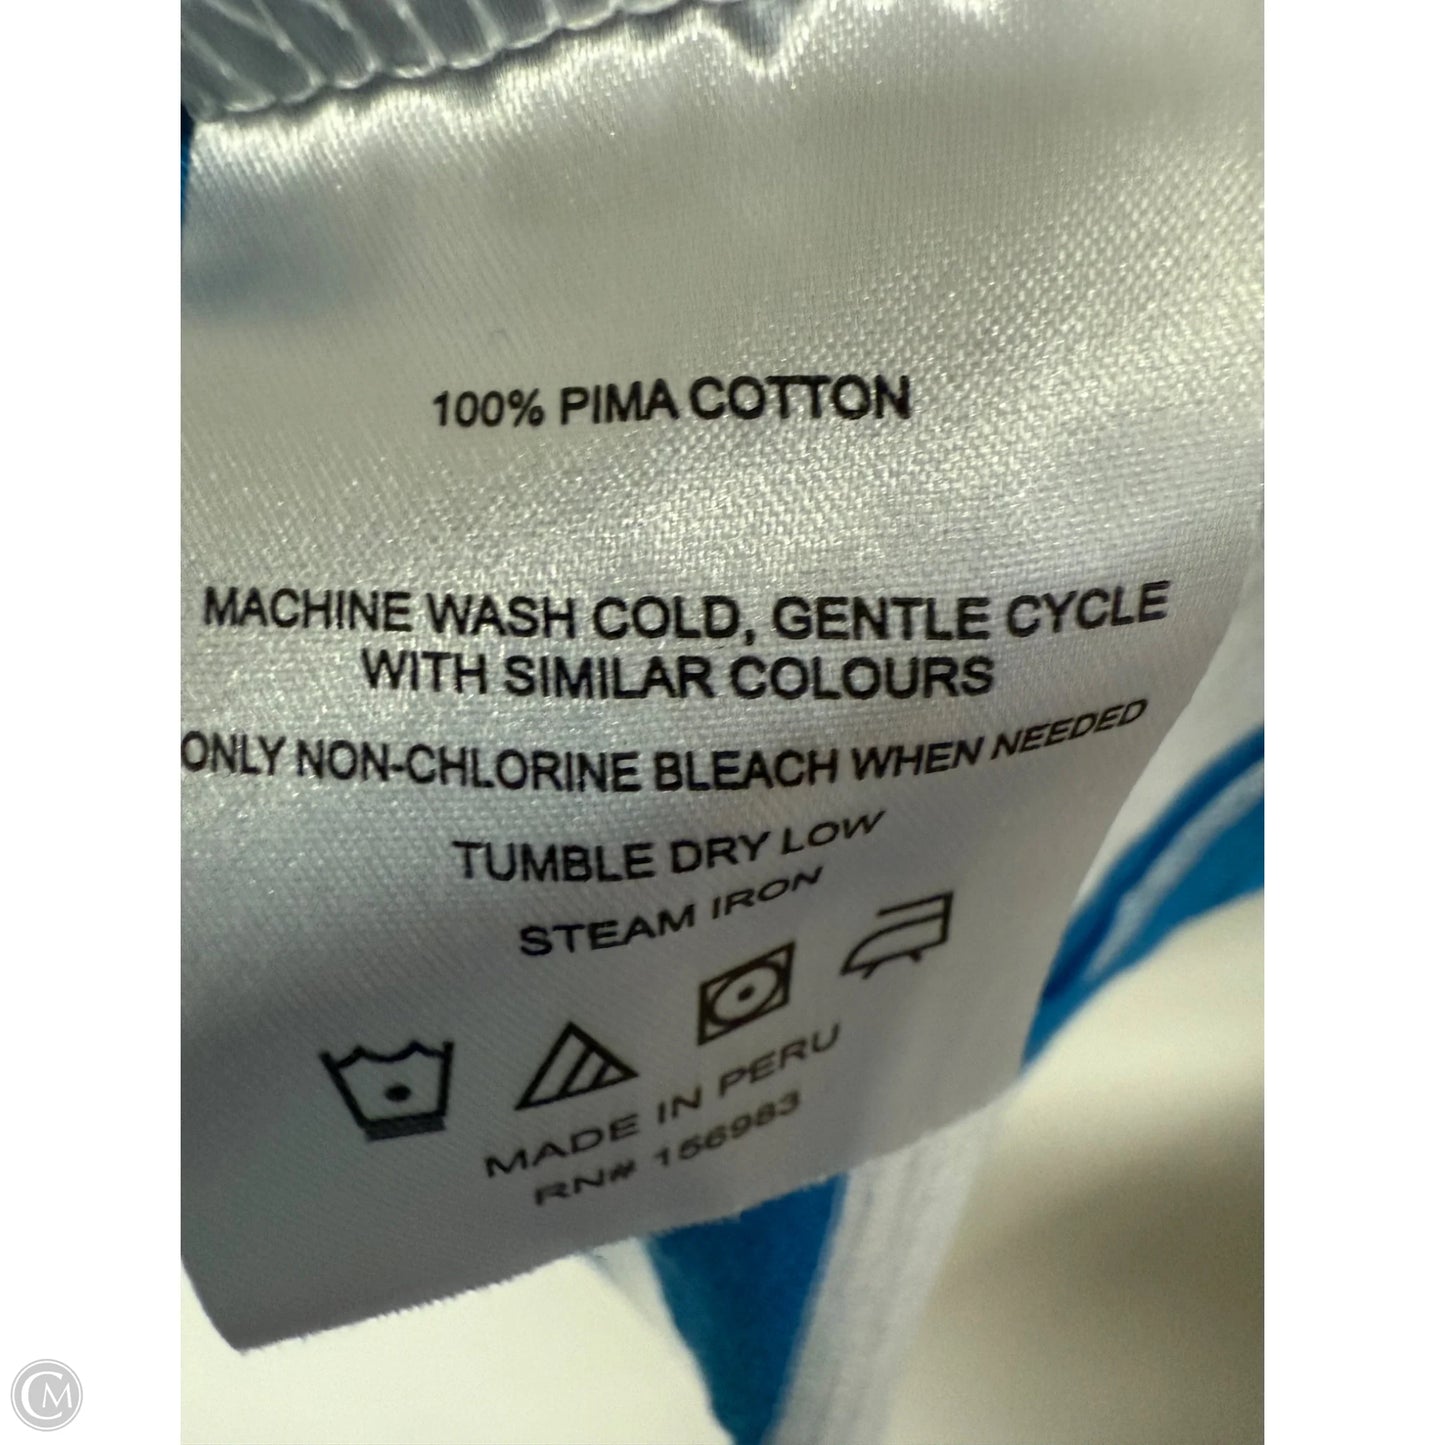 100% PIMA COTTON
MACHINE WASH COLD, GENTLE CYCLE
WITH SIMILAR COLOURS
ONLY NON-CHLORINE BLEACH WHEN NEEDED
TUMBLE DRY LOW
STEAM IRON
MADE IN PERU
RN# 156983
CM